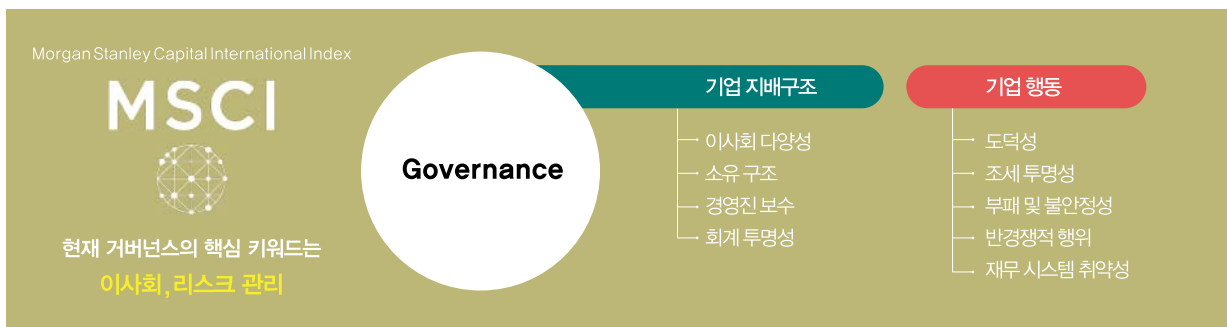 Morgan Stanley Capital International Index
MSCI
현재 거버넌스의 핵심 키워드는
이사회, 리스크 관리
Governance
기업 지배구조
이사회 다양성
소유 구조
경영진 보수
회계 투명성
기업 행동
도덕성
조세 투명성
부패 및 불안정성
반경쟁적 행위
재무 시스템 취약성